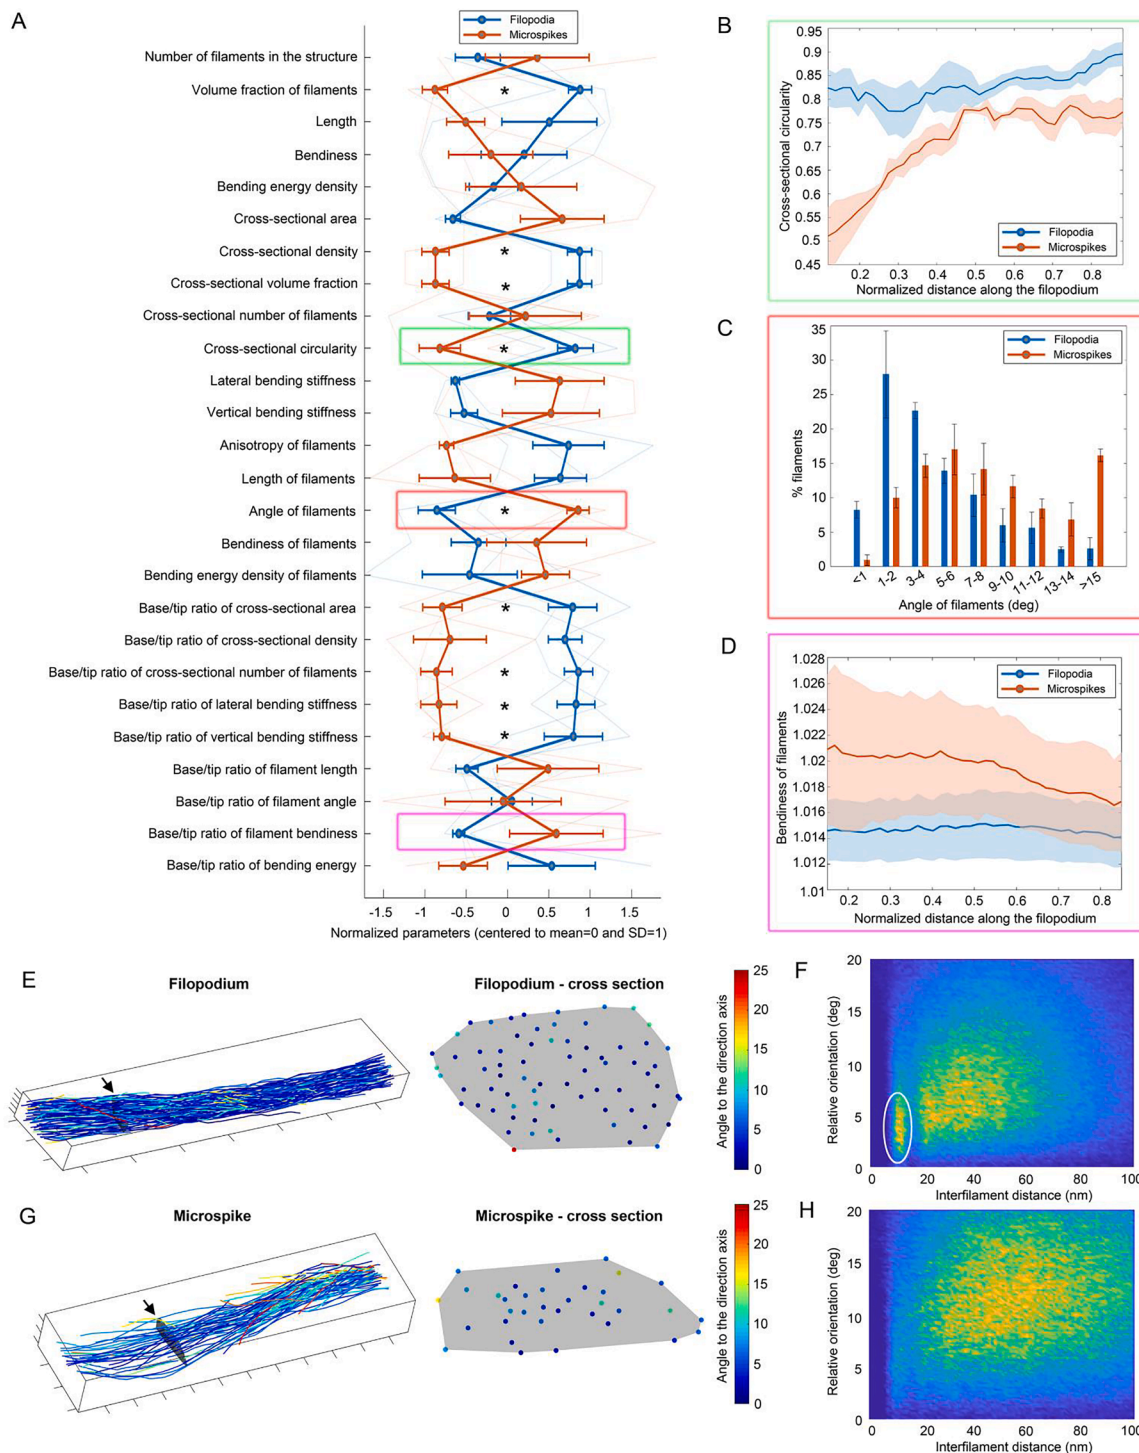 A
Filopodia
Microspikes
Number of filaments in the structure
Volume fraction of filaments
*
Length
Bendiness
Bending energy density
Cross-sectional area
Cross-sectional density
*
Cross-sectional volume fraction
*
Cross-sectional number of filaments
Cross-sectional circularity
*
Lateral bending stiffness
Vertical bending stiffness
Anisotropy of filaments
Length of filaments
Angle of filaments
*
Bendiness of filaments
Bending energy density of filaments
Base/tip ratio of cross-sectional area
*
Base/tip ratio of cross-sectional density
Base/tip ratio of cross-sectional number of filaments
*
Base/tip ratio of lateral bending stiffness
*
Base/tip ratio of vertical bending stiffness
*
Base/tip ratio of filament length
Base/tip ratio of filament angle
Base/tip ratio of filament bendiness
Base/tip ratio of bending energy
-1.5 -1 -0.5 0 0.5 1 1.5
Normalized parameters (centered to mean=0 and SD=1)
B
0.95
0.9
0.85
0.8
0.75
0.7
0.65
0.6
0.55
0.5
0.45
Cross-sectional circularity
Filopodia
Microspikes
0.2 0.3 0.4 0.5 0.6 0.7 0.8
Normalized distance along the filopodium
C
35
30
25
20
15
10
5
0
% filaments
Filopodia
Microspikes
<1 1-2 3-4 5-6 7-8 9-10 11-12 13-14 >15
Angle of filaments (deg)
D
1.028
1.026
1.024
1.022
1.02
1.018
1.016
1.014
1.012
1.01
Bendiness of filaments
Filopodia
Microspikes
0.2 0.3 0.4 0.5 0.6 0.7 0.8
Normalized distance along the filopodium
E
Filopodium
Filopodium - cross section
Angle to the direction axis
25
20
15
10
5
0
F
Relative orientation (deg)
20
15
10
5
0
0 20 40 60 80 100
Interfilament distance (nm)
G
Microspike
Microspike - cross section
Angle to the direction axis
25
20
15
10
5
0
H
Relative orientation (deg)
20
15
10
5
0
0 20 40 60 80 100
Interfilament distance (nm)